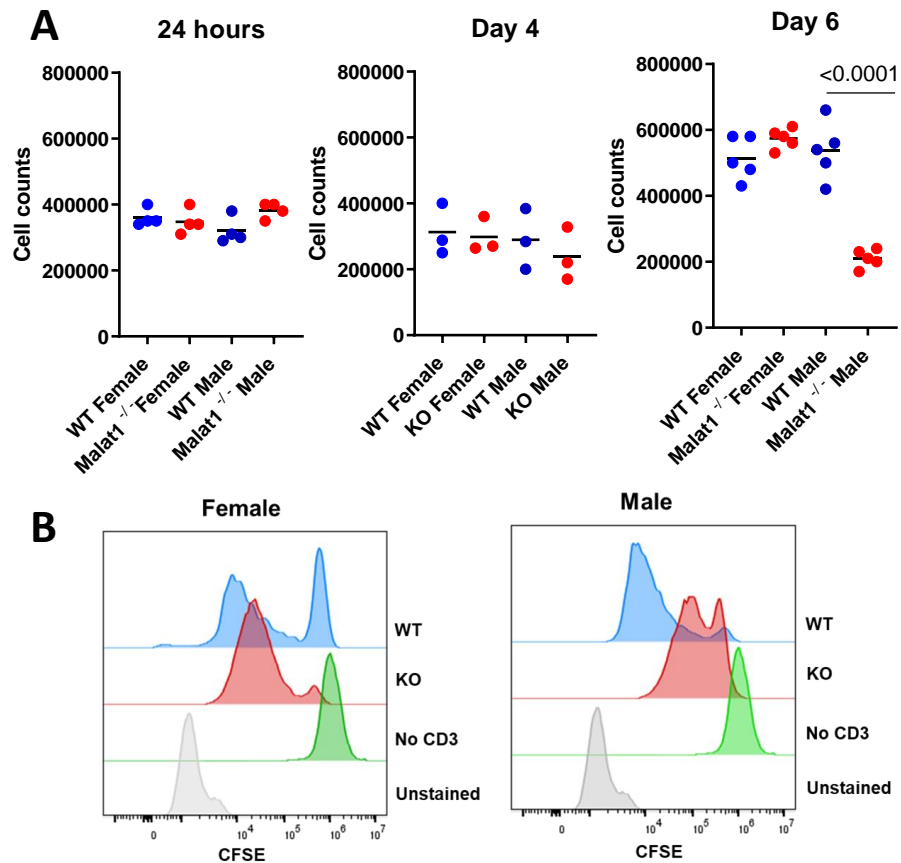 A
24 hours
Day 4
Day 6
Cell counts
800000
600000
400000
200000
0
WT Female
Malat1 -/- Female
WT Male
Malat1 -/- Male
Cell counts
800000
600000
400000
200000
0
WT Female
KO Female
WT Male
KO Male
Cell counts
800000
600000
400000
200000
0
<0.0001
WT Female
Malat1 -/- Female
WT Male
Malat1 -/- Male
B
Female
WT
KO
No CD3
Unstained
0 10^4 10^5 10^6 10^7
CFSE
Male
WT
KO
No CD3
Unstained
0 10^4 10^5 10^6 10^7
CFSE